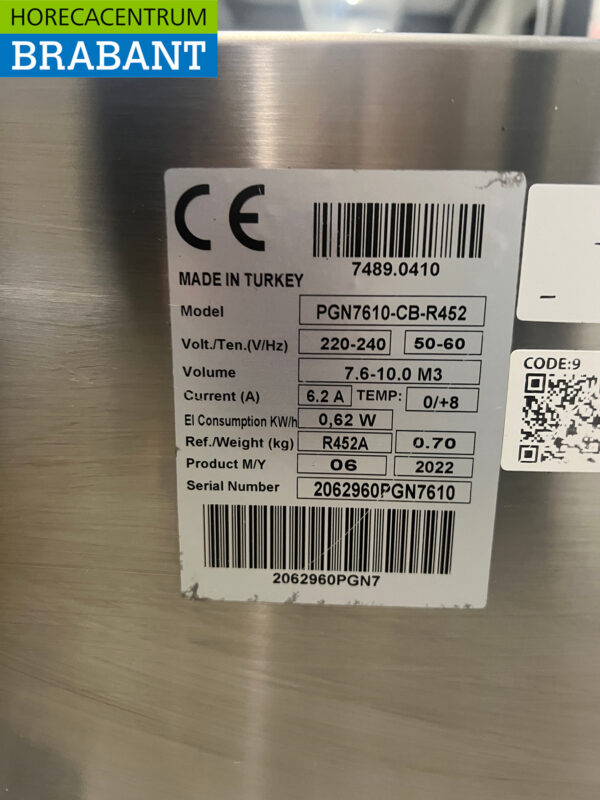 HORECACENTRUM
BRABANT
CE
7489.0410
MADE IN TURKEY
Model PGN7610-CB-R452
Volt./Ten.(V/Hz) 220-240 50-60
Volume 7.6-10.0 M3
Current (A) 6.2 A TEMP: 0/+8
El Consumption KW/h 0,62 W
Ref./Weight (kg) R452A 0.70
Product M/Y 06 2022
Serial Number 2062960PGN7610
2062960PGN7
CODE:9